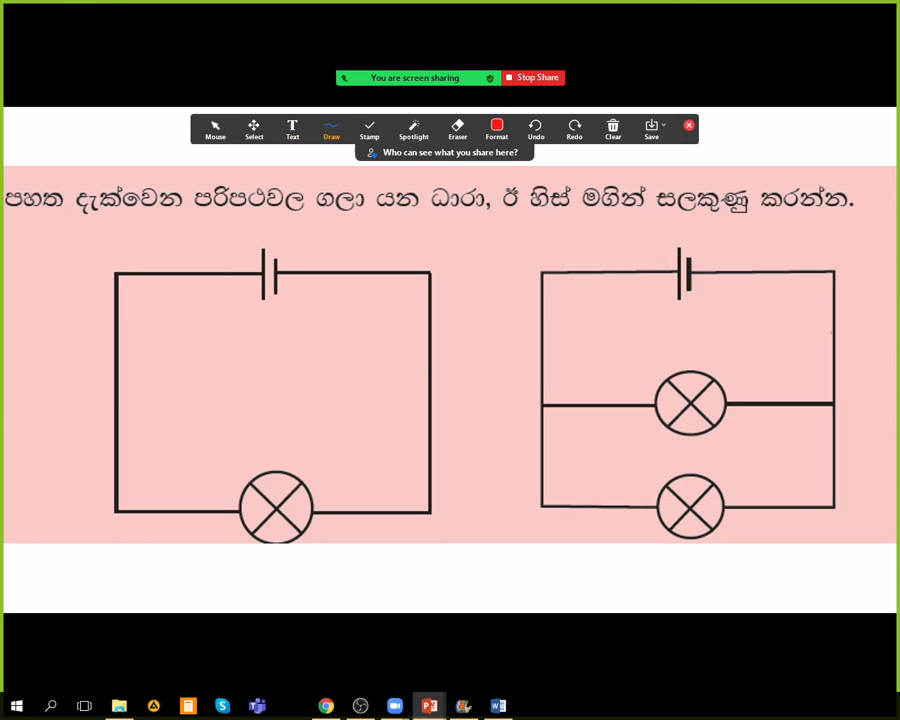 You are screen sharing Stop Share
Mouse Select Text Draw Stamp Spotlight Format Eraser Undo Redo Clear Save
Who can see what you share here?
පහත දැක්වෙන පරිපථවල ගලා යන ධාරා, ඊ හිස් මගින් සලකුණු කරන්න.